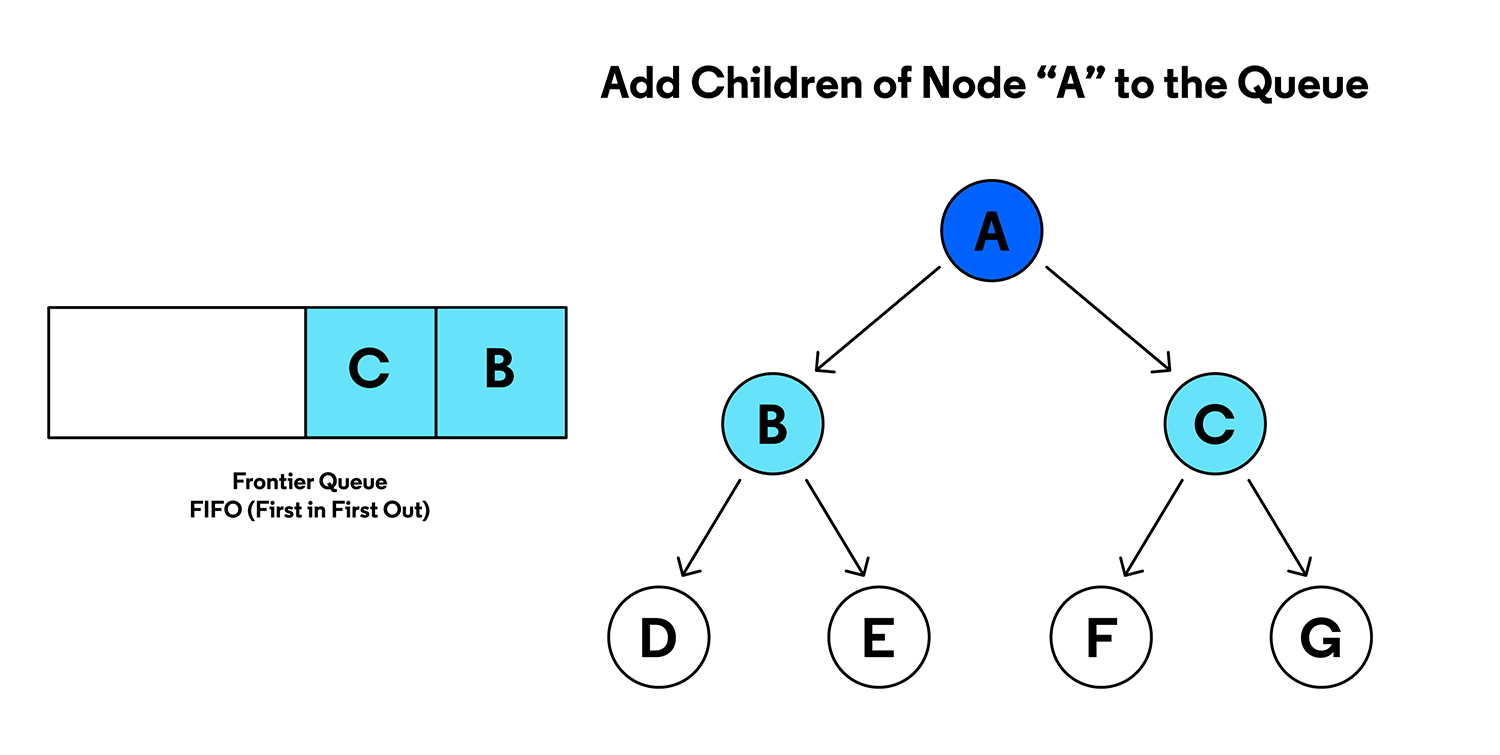 Add Children of Node “A” to the Queue
A
C B
B C
Frontier Queue
FIFO (First in First Out)
D E F G